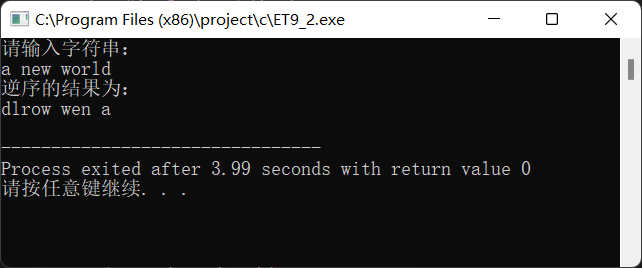 C:\Program Files (x86)\project\c\ET9_2.exe
请输入字符串:
a new world
逆序的结果为:
dlrow wen a
--------------------------------
Process exited after 3.99 seconds with return value 0
请按任意键继续. . .